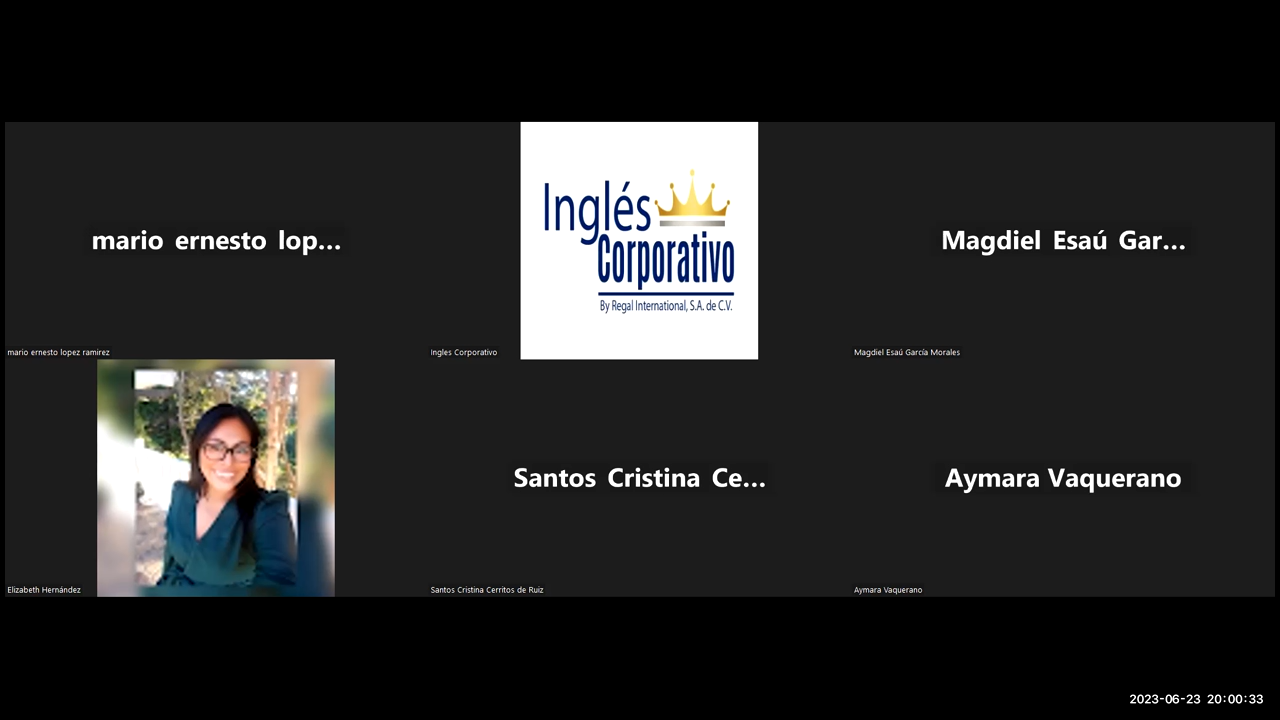 mario ernesto lop...
Inglés
Corporativo
By Regal International, S.A. de C.V.
Magdiel Esaú Gar...
mario ernesto lopez ramirez
Ingles Corporativo
Magdiel Esaú García Morales
Santos Cristina Ce...
Aymara Vaquerano
Elizabeth Hernández
Santos Cristina Cerritos de Ruiz
Aymara Vaquerano
2023-06-23 20:00:33